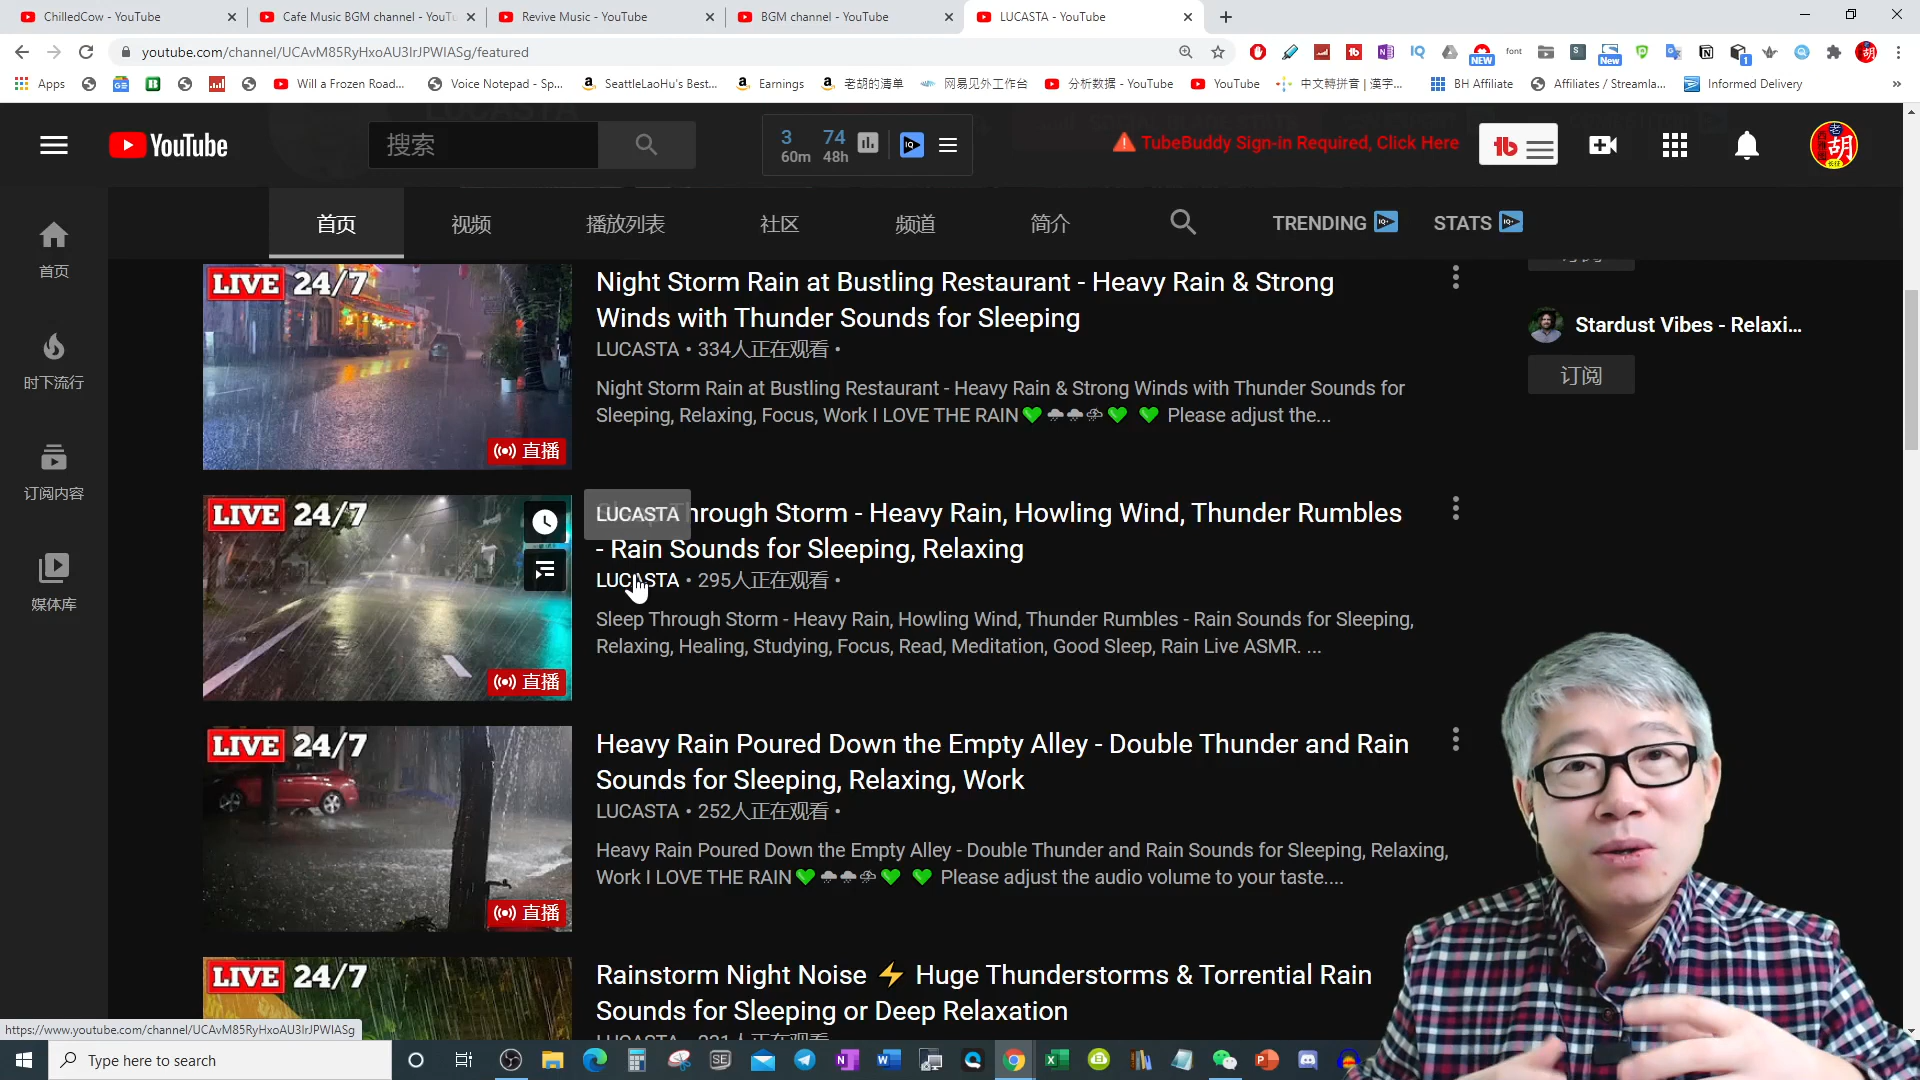 ChilledCow - YouTube
Cafe Music BGM channel - YouTu
Revive Music - YouTube
BGM channel - YouTube
LUCASTA - YouTube
youtube.com/channel/UCAvM85RyHxoAU3IrJPWIASg/featured
Apps
Will a Frozen Road...
Voice Notepad - Sp...
SeattleLaoHu's Best...
Earnings
老胡的清单
网易见外工作台
分析数据 - YouTube
YouTube
中文轉拼音 | 漢字...
BH Affiliate
Affiliates / Streamla...
Informed Delivery
YouTube
搜索
3 60m
74 48h
TubeBuddy Sign-in Required, Click Here
首页
视频
播放列表
社区
频道
简介
TRENDING
STATS
首页
时下流行
订阅内容
媒体库
LIVE 24/7
直播
Night Storm Rain at Bustling Restaurant - Heavy Rain & Strong
Winds with Thunder Sounds for Sleeping
LUCASTA • 334人正在观看 •
Night Storm Rain at Bustling Restaurant - Heavy Rain & Strong Winds with Thunder Sounds for
Sleeping, Relaxing, Focus, Work I LOVE THE RAIN💚🌧🌧⛈💚 💚 Please adjust the...
Stardust Vibes - Relaxi...
订阅
LIVE 24/7
直播
LUCASTA
hrough Storm - Heavy Rain, Howling Wind, Thunder Rumbles
- Rain Sounds for Sleeping, Relaxing
LUCASTA • 295人正在观看 •
Sleep Through Storm - Heavy Rain, Howling Wind, Thunder Rumbles - Rain Sounds for Sleeping,
Relaxing, Healing, Studying, Focus, Read, Meditation, Good Sleep, Rain Live ASMR. ...
LIVE 24/7
直播
Heavy Rain Poured Down the Empty Alley - Double Thunder and Rain
Sounds for Sleeping, Relaxing, Work
LUCASTA • 252人正在观看 •
Heavy Rain Poured Down the Empty Alley - Double Thunder and Rain Sounds for Sleeping, Relaxing,
Work I LOVE THE RAIN💚🌧🌧⛈💚 💚 Please adjust the audio volume to your taste....
LIVE 24/7
Rainstorm Night Noise ⚡ Huge Thunderstorms & Torrential Rain
Sounds for Sleeping or Deep Relaxation
https://www.youtube.com/channel/UCAvM85RyHxoAU3IrJPWIASg
Type here to search